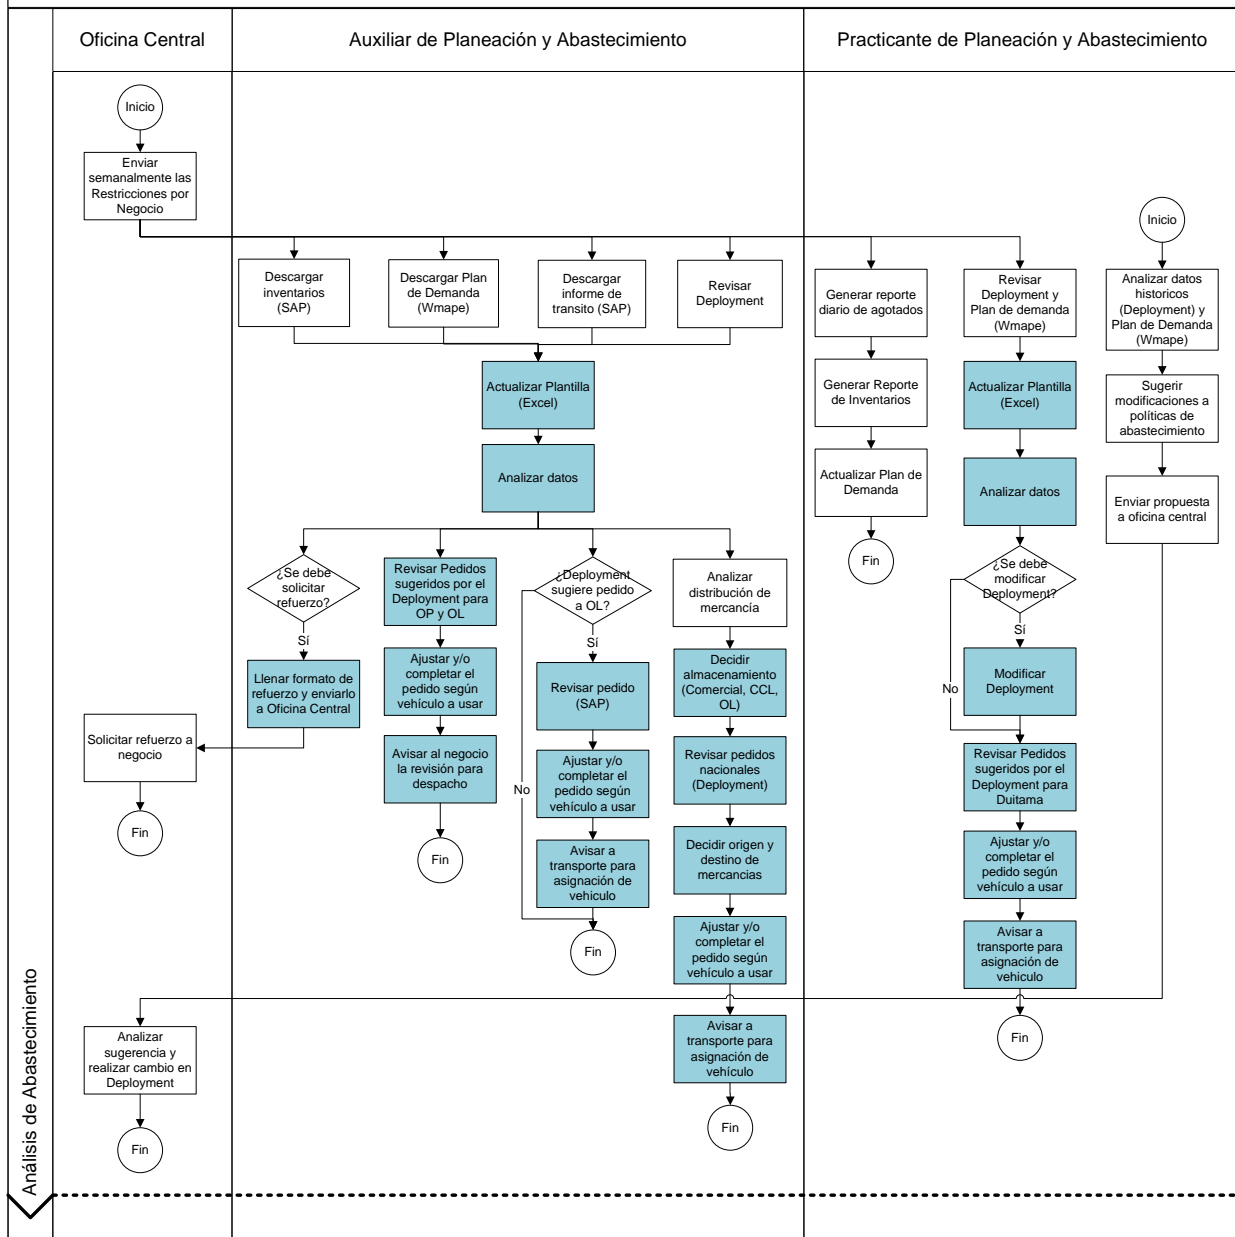 Oficina Central
Auxiliar de Planeación y Abastecimiento
Practicante de Planeación y Abastecimiento
Análisis de Abastecimiento
Inicio
Enviar
semanalmente las
Restricciones por
Negocio
Inicio
Descargar
inventarios
(SAP)
Descargar Plan
de Demanda
(Wmape)
Descargar
informe de
transito (SAP)
Revisar
Deployment
Generar reporte
diario de agotados
Revisar
Deployment y
Plan de demanda
(Wmape)
Analizar datos
historicos
(Deployment) y
Plan de Demanda
(Wmape)
Actualizar Plantilla
(Excel)
Generar Reporte
de Inventarios
Actualizar Plantilla
(Excel)
Sugerir
modificaciones a
políticas de
abastecimiento
Analizar datos
Actualizar Plan de
Demanda
Analizar datos
Enviar propuesta
a oficina central
Fin
¿Se debe
solicitar
refuerzo?
Sí
Revisar Pedidos
sugeridos por el
Deployment para
OP y OL
¿Deployment
sugiere pedido
a OL?
Sí
No
Analizar
distribución de
mercancía
¿Se debe
modificar
Deployment?
Sí
No
Llenar formato de
refuerzo y enviarlo
a Oficina Central
Ajustar y/o
completar el
pedido según
vehículo a usar
Revisar pedido
(SAP)
Decidir
almacenamiento
(Comercial, CCL,
OL)
Modificar
Deployment
Solicitar refuerzo a
negocio
Avisar al negocio
la revisión para
despacho
Ajustar y/o
completar el
pedido según
vehículo a usar
Revisar pedidos
nacionales
(Deployment)
Revisar Pedidos
sugeridos por el
Deployment para
Duitama
Fin
Fin
Avisar a
transporte para
asignación de
vehiculo
Decidir origen y
destino de
mercancias
Ajustar y/o
completar el
pedido según
vehículo a usar
Fin
Ajustar y/o
completar el
pedido según
vehículo a usar
Avisar a
transporte para
asignación de
vehiculo
Analizar
sugerencia y
realizar cambio en
Deployment
Avisar a
transporte para
asignación de
vehículo
Fin
Fin
Fin